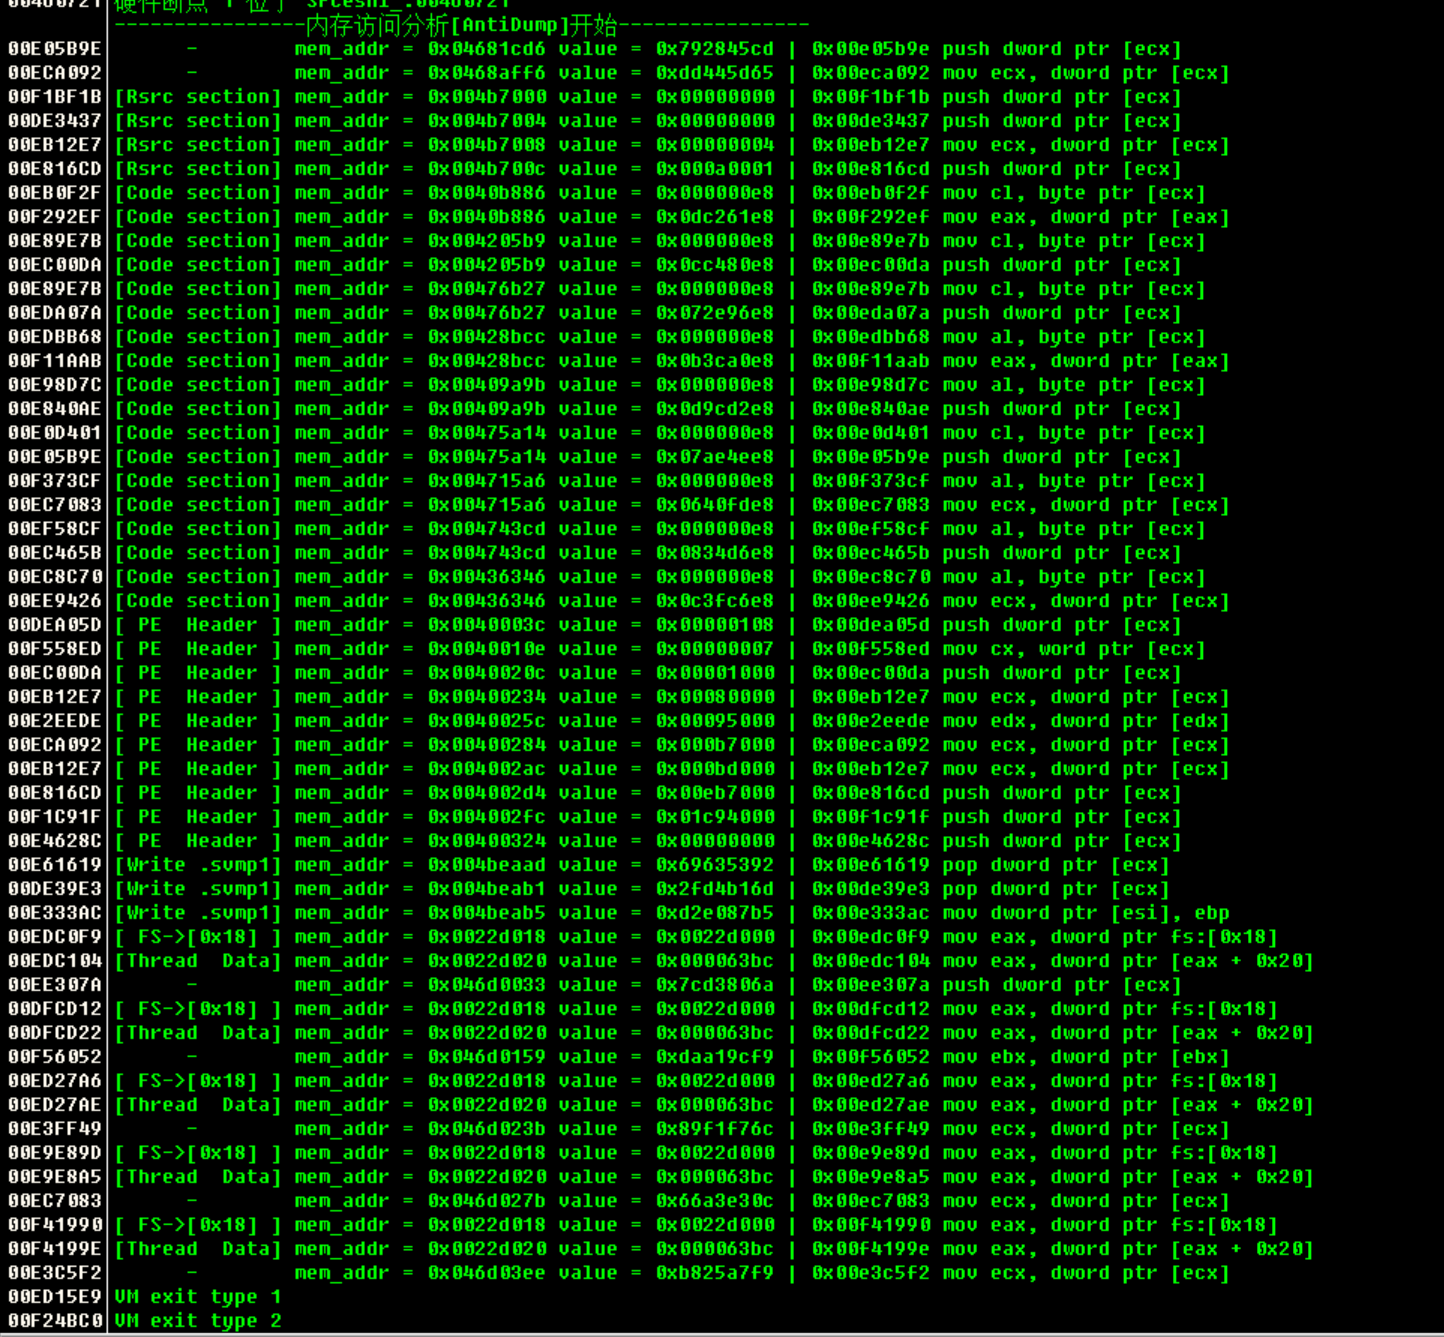 硬件断点 1 位于
----------------内存访问分析[AntiDump]开始----------------
00E05B9E - mem_addr = 0x04681cd6 value = 0x792845cd | 0x00e05b9e push dword ptr [ecx]
00ECA092 - mem_addr = 0x0468aff6 value = 0xdd445d65 | 0x00eca092 mov ecx, dword ptr [ecx]
00F1BF1B [Rsrc section] mem_addr = 0x004b7000 value = 0x00000000 | 0x00f1bf1b push dword ptr [ecx]
00DE3437 [Rsrc section] mem_addr = 0x004b7004 value = 0x00000000 | 0x00de3437 push dword ptr [ecx]
00EB12E7 [Rsrc section] mem_addr = 0x004b7008 value = 0x00000004 | 0x00eb12e7 mov ecx, dword ptr [ecx]
00E816CD [Rsrc section] mem_addr = 0x004b700c value = 0x000a0001 | 0x00e816cd push dword ptr [ecx]
00EB0F2F [Code section] mem_addr = 0x0040b886 value = 0x000000e8 | 0x00eb0f2f mov cl, byte ptr [ecx]
00F292EF [Code section] mem_addr = 0x0040b886 value = 0x0dc261e8 | 0x00f292ef mov eax, dword ptr [eax]
00E89E7B [Code section] mem_addr = 0x004205b9 value = 0x000000e8 | 0x00e89e7b mov cl, byte ptr [ecx]
00EC00DA [Code section] mem_addr = 0x004205b9 value = 0x0cc480e8 | 0x00ec00da push dword ptr [ecx]
00E89E7B [Code section] mem_addr = 0x00476b27 value = 0x000000e8 | 0x00e89e7b mov cl, byte ptr [ecx]
00EDA07A [Code section] mem_addr = 0x00476b27 value = 0x072e96e8 | 0x00eda07a push dword ptr [ecx]
00EDBB68 [Code section] mem_addr = 0x00428bcc value = 0x000000e8 | 0x00edbb68 mov al, byte ptr [ecx]
00F11AAB [Code section] mem_addr = 0x00428bcc value = 0x0b3ca0e8 | 0x00f11aab mov eax, dword ptr [eax]
00E98D7C [Code section] mem_addr = 0x00409a9b value = 0x000000e8 | 0x00e98d7c mov al, byte ptr [ecx]
00E840AE [Code section] mem_addr = 0x00409a9b value = 0x0d9cd2e8 | 0x00e840ae push dword ptr [ecx]
00E0D401 [Code section] mem_addr = 0x00475a14 value = 0x000000e8 | 0x00e0d401 mov cl, byte ptr [ecx]
00E05B9E [Code section] mem_addr = 0x00475a14 value = 0x07ae4ee8 | 0x00e05b9e push dword ptr [ecx]
00F373CF [Code section] mem_addr = 0x004715a6 value = 0x000000e8 | 0x00f373cf mov al, byte ptr [ecx]
00EC7083 [Code section] mem_addr = 0x004715a6 value = 0x0640fde8 | 0x00ec7083 mov ecx, dword ptr [ecx]
00EF58CF [Code section] mem_addr = 0x004743cd value = 0x000000e8 | 0x00ef58cf mov al, byte ptr [ecx]
00EC465B [Code section] mem_addr = 0x004743cd value = 0x0834d6e8 | 0x00ec465b push dword ptr [ecx]
00EC8C70 [Code section] mem_addr = 0x00436346 value = 0x000000e8 | 0x00ec8c70 mov al, byte ptr [ecx]
00EE9426 [Code section] mem_addr = 0x00436346 value = 0x0c3fc6e8 | 0x00ee9426 mov ecx, dword ptr [ecx]
00DEA05D [ PE  Header ] mem_addr = 0x0040003c value = 0x00000108 | 0x00dea05d push dword ptr [ecx]
00F558ED [ PE  Header ] mem_addr = 0x0040010e value = 0x00000007 | 0x00f558ed mov cx, word ptr [ecx]
00EC00DA [ PE  Header ] mem_addr = 0x0040020c value = 0x00001000 | 0x00ec00da push dword ptr [ecx]
00EB12E7 [ PE  Header ] mem_addr = 0x00400234 value = 0x00080000 | 0x00eb12e7 mov ecx, dword ptr [ecx]
00E2EEDE [ PE  Header ] mem_addr = 0x0040025c value = 0x00095000 | 0x00e2eede mov edx, dword ptr [edx]
00ECA092 [ PE  Header ] mem_addr = 0x00400284 value = 0x000b7000 | 0x00eca092 mov ecx, dword ptr [ecx]
00EB12E7 [ PE  Header ] mem_addr = 0x004002ac value = 0x000bd000 | 0x00eb12e7 mov ecx, dword ptr [ecx]
00E816CD [ PE  Header ] mem_addr = 0x004002d4 value = 0x00eb7000 | 0x00e816cd push dword ptr [ecx]
00F1C91F [ PE  Header ] mem_addr = 0x004002fc value = 0x01c94000 | 0x00f1c91f push dword ptr [ecx]
00E4628C [ PE  Header ] mem_addr = 0x00400324 value = 0x00000000 | 0x00e4628c push dword ptr [ecx]
00E61619 [Write .svmp1] mem_addr = 0x004beaad value = 0x69635392 | 0x00e61619 pop dword ptr [ecx]
00DE39E3 [Write .svmp1] mem_addr = 0x004beab1 value = 0x2fd4b16d | 0x00de39e3 pop dword ptr [ecx]
00E333AC [Write .svmp1] mem_addr = 0x004beab5 value = 0xd2e087b5 | 0x00e333ac mov dword ptr [esi], ebp
00EDC0F9 [ FS->[0x18] ] mem_addr = 0x0022d018 value = 0x0022d000 | 0x00edc0f9 mov eax, dword ptr fs:[0x18]
00EDC104 [Thread  Data] mem_addr = 0x0022d020 value = 0x000063bc | 0x00edc104 mov eax, dword ptr [eax + 0x20]
00EE307A - mem_addr = 0x046d0033 value = 0x7cd3806a | 0x00ee307a push dword ptr [ecx]
00DFCD12 [ FS->[0x18] ] mem_addr = 0x0022d018 value = 0x0022d000 | 0x00dfcd12 mov eax, dword ptr fs:[0x18]
00DFCD22 [Thread  Data] mem_addr = 0x0022d020 value = 0x000063bc | 0x00dfcd22 mov eax, dword ptr [eax + 0x20]
00F56052 - mem_addr = 0x046d0159 value = 0xdaa19cf9 | 0x00f56052 mov ebx, dword ptr [ebx]
00ED27A6 [ FS->[0x18] ] mem_addr = 0x0022d018 value = 0x0022d000 | 0x00ed27a6 mov eax, dword ptr fs:[0x18]
00ED27AE [Thread  Data] mem_addr = 0x0022d020 value = 0x000063bc | 0x00ed27ae mov eax, dword ptr [eax + 0x20]
00E3FF49 - mem_addr = 0x046d023b value = 0x89f1f76c | 0x00e3ff49 mov ecx, dword ptr [ecx]
00E9E89D [ FS->[0x18] ] mem_addr = 0x0022d018 value = 0x0022d000 | 0x00e9e89d mov eax, dword ptr fs:[0x18]
00E9E8A5 [Thread  Data] mem_addr = 0x0022d020 value = 0x000063bc | 0x00e9e8a5 mov eax, dword ptr [eax + 0x20]
00EC7083 - mem_addr = 0x046d027b value = 0x66a3e30c | 0x00ec7083 mov ecx, dword ptr [ecx]
00F41990 [ FS->[0x18] ] mem_addr = 0x0022d018 value = 0x0022d000 | 0x00f41990 mov eax, dword ptr fs:[0x18]
00F4199E [Thread  Data] mem_addr = 0x0022d020 value = 0x000063bc | 0x00f4199e mov eax, dword ptr [eax + 0x20]
00E3C5F2 - mem_addr = 0x046d03ee value = 0xb825a7f9 | 0x00e3c5f2 mov ecx, dword ptr [ecx]
00ED15E9 VM exit type 1
00F24BC0 VM exit type 2